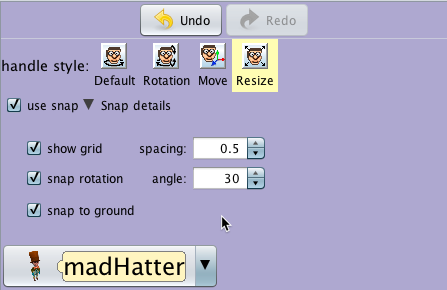 Undo Redo
handle style: Default Rotation Move Resize
use snap Snap details
show grid spacing: 0.5
snap rotation angle: 30
snap to ground
madHatter